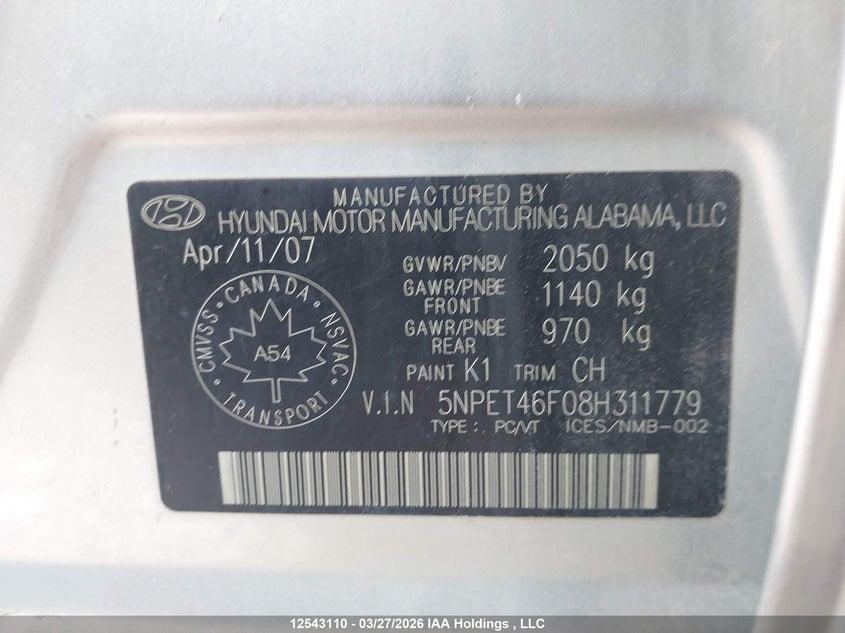 MANUFACTURED BY
HYUNDAI MOTOR MANUFACTURING ALABAMA, LLC
Apr/11/07
GVWR/PNBV 2050 kg
GAWR/PNBE FRONT 1140 kg
GAWR/PNBE REAR 970 kg
PAINT K1 TRIM CH
V.I.N 5NPET46F08H311779
TYPE:. PC/VT ICES/NMB-002
CMVSS • CANADA • NSVAC • TRANSPORT •
A54
12543110 - 03/27/2026 IAA Holdings , LLC